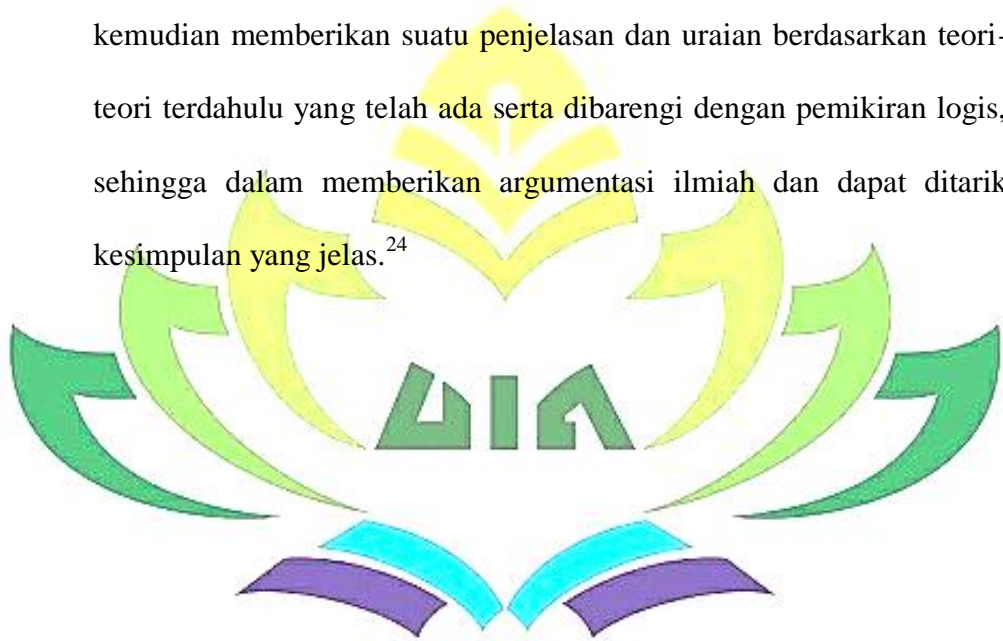 kemudian memberikan suatu penjelasan dan uraian berdasarkan teori-
teori terdahulu yang telah ada serta dibarengi dengan pemikiran logis,
sehingga dalam memberikan argumentasi ilmiah dan dapat ditarik
kesimpulan yang jelas.24
UIN